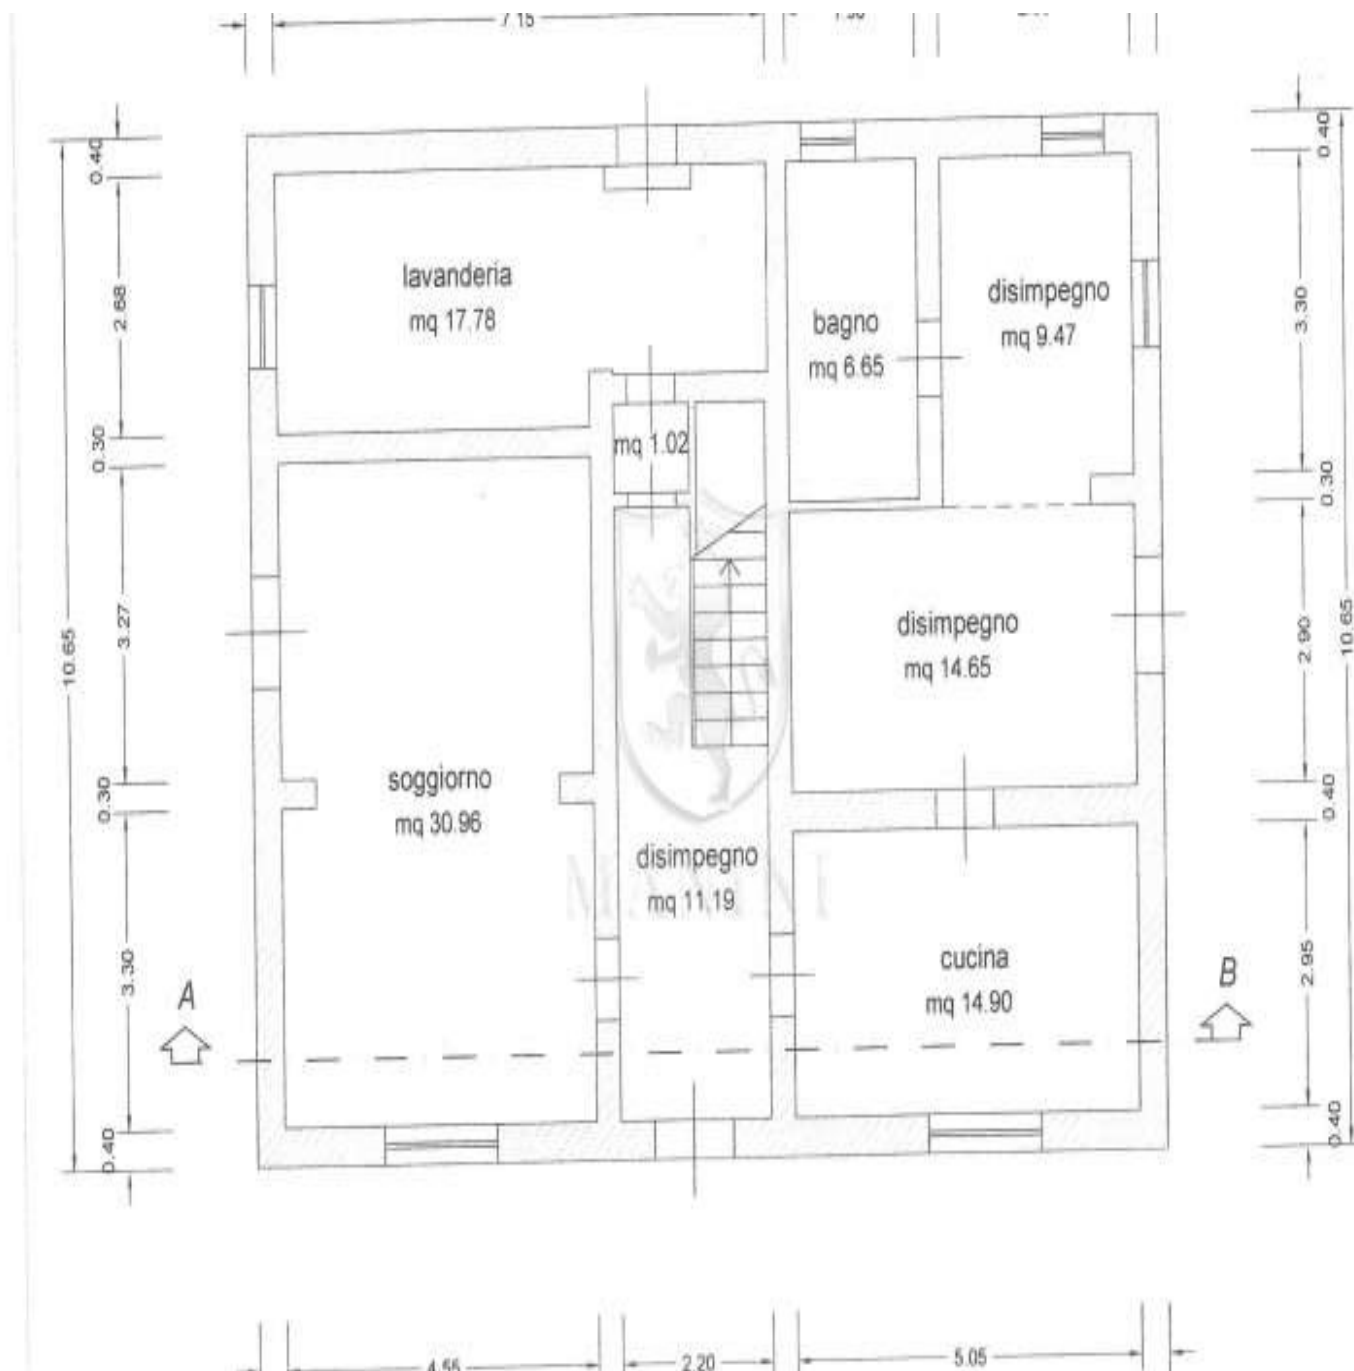 7.15
0.40
0.40
2.68
lavanderia
mq 17.78
bagno
mq 6.65
disimpegno
mq 9.47
3.30
0.30
mq 1.02
0.30
3.27
10.65
disimpegno
mq 14.65
2.90
10.65
0.30
soggiorno
mq 30.96
0.40
disimpegno
mq 11.19
3.30
cucina
mq 14.90
2.95
A
B
0.40
0.40
4.55
2.20
5.05